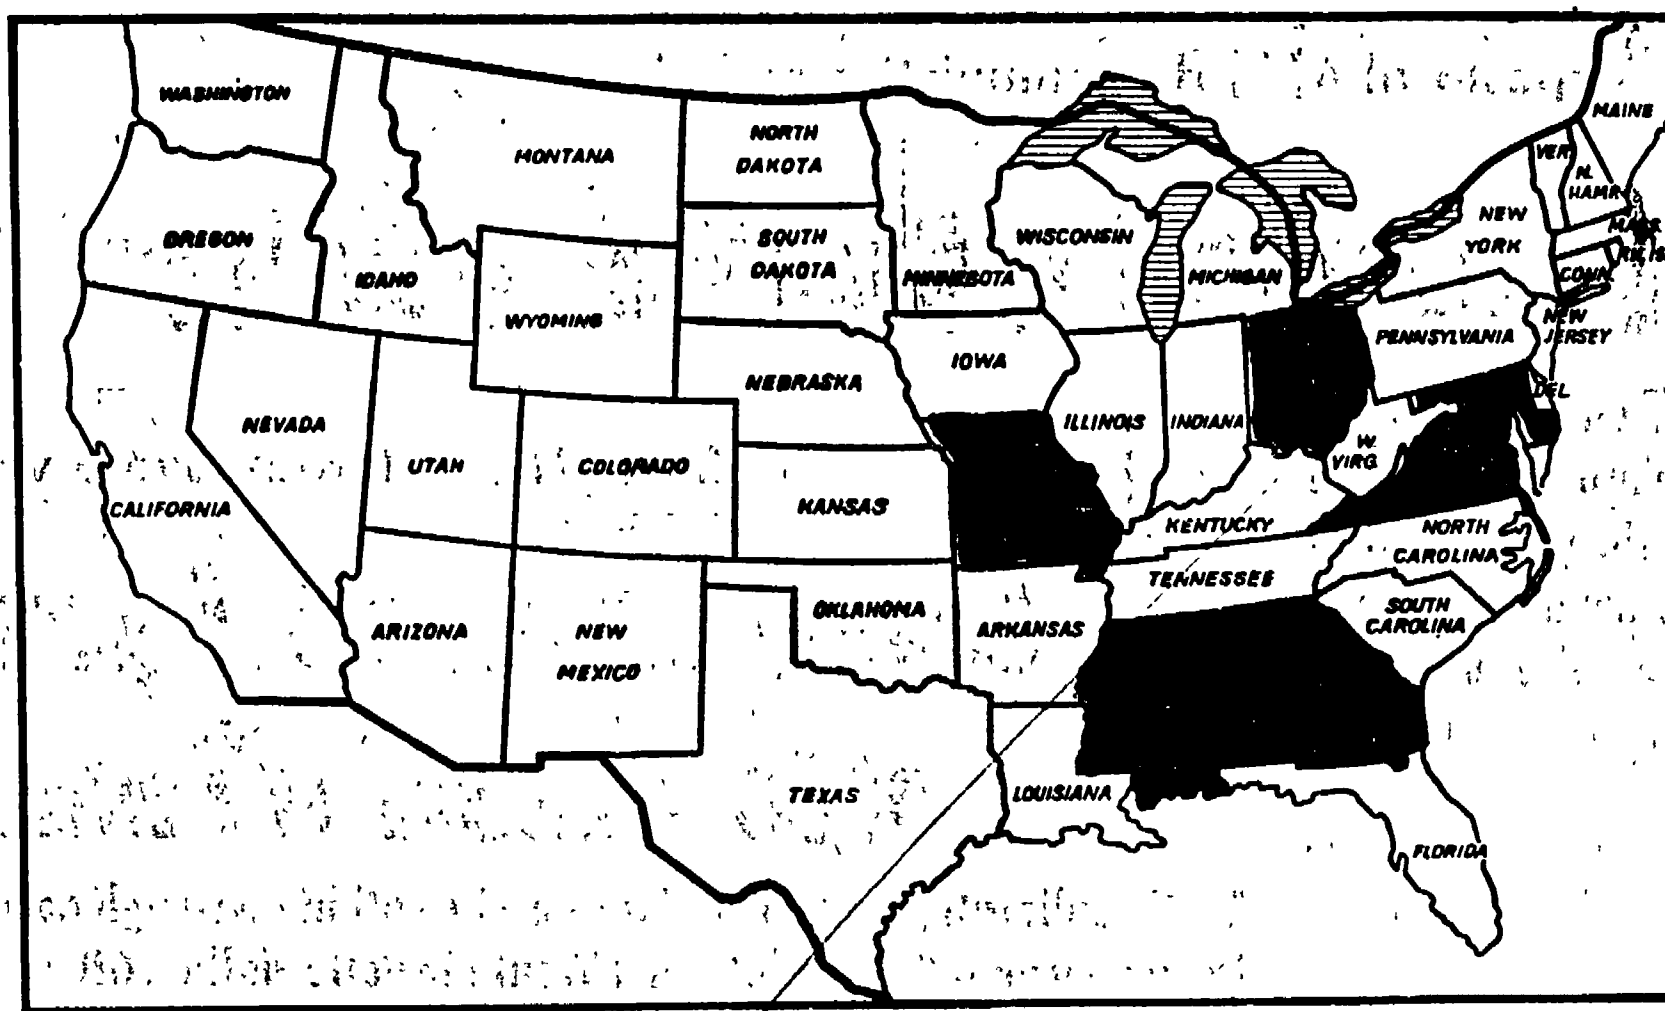 WASHINGTON
MAINE
NORTH
DAKOTA
MONTANA
VER.
N.
HAMP.
NEW
YORK
MASS.
OREGON
SOUTH
DAKOTA
WISCONSIN
RH. IS.
IDAHO
MINNESOTA
MICHIGAN
CONN.
WYOMING
NEW
JERSEY
PENNSYLVANIA
IOWA
NEBRASKA
DEL.
NEVADA
ILLINOIS
INDIANA
UTAH
COLORADO
W.
VIRG.
CALIFORNIA
KANSAS
KENTUCKY
NORTH
CAROLINA
TENNESSEE
OKLAHOMA
SOUTH
CAROLINA
ARIZONA
NEW
MEXICO
ARKANSAS
TEXAS
LOUISIANA
FLORIDA